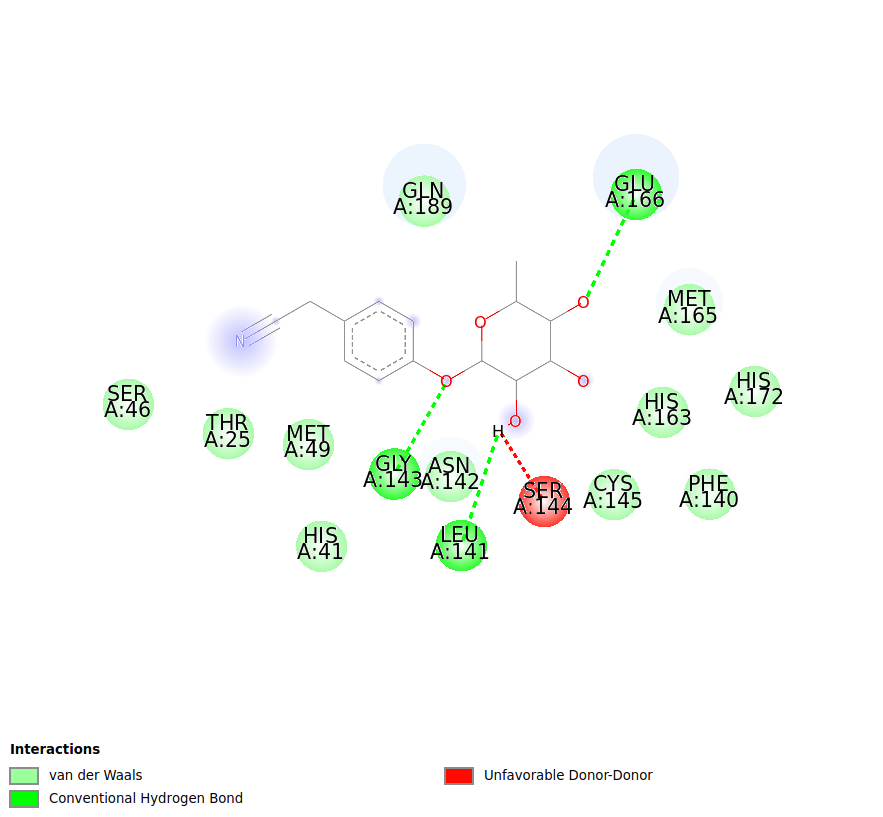 GLN
A:189
GLU
A:166
O
MET
A:165
O
N
O
O
HIS
A:172
SER
A:46
HIS
A:163
THR
A:25
MET
A:49
O
H
GLY
A:143
ASN
A:142
SER
A:144
CYS
A:145
PHE
A:140
HIS
A:41
LEU
A:141
Interactions
van der Waals
Conventional Hydrogen Bond
Unfavorable Donor-Donor